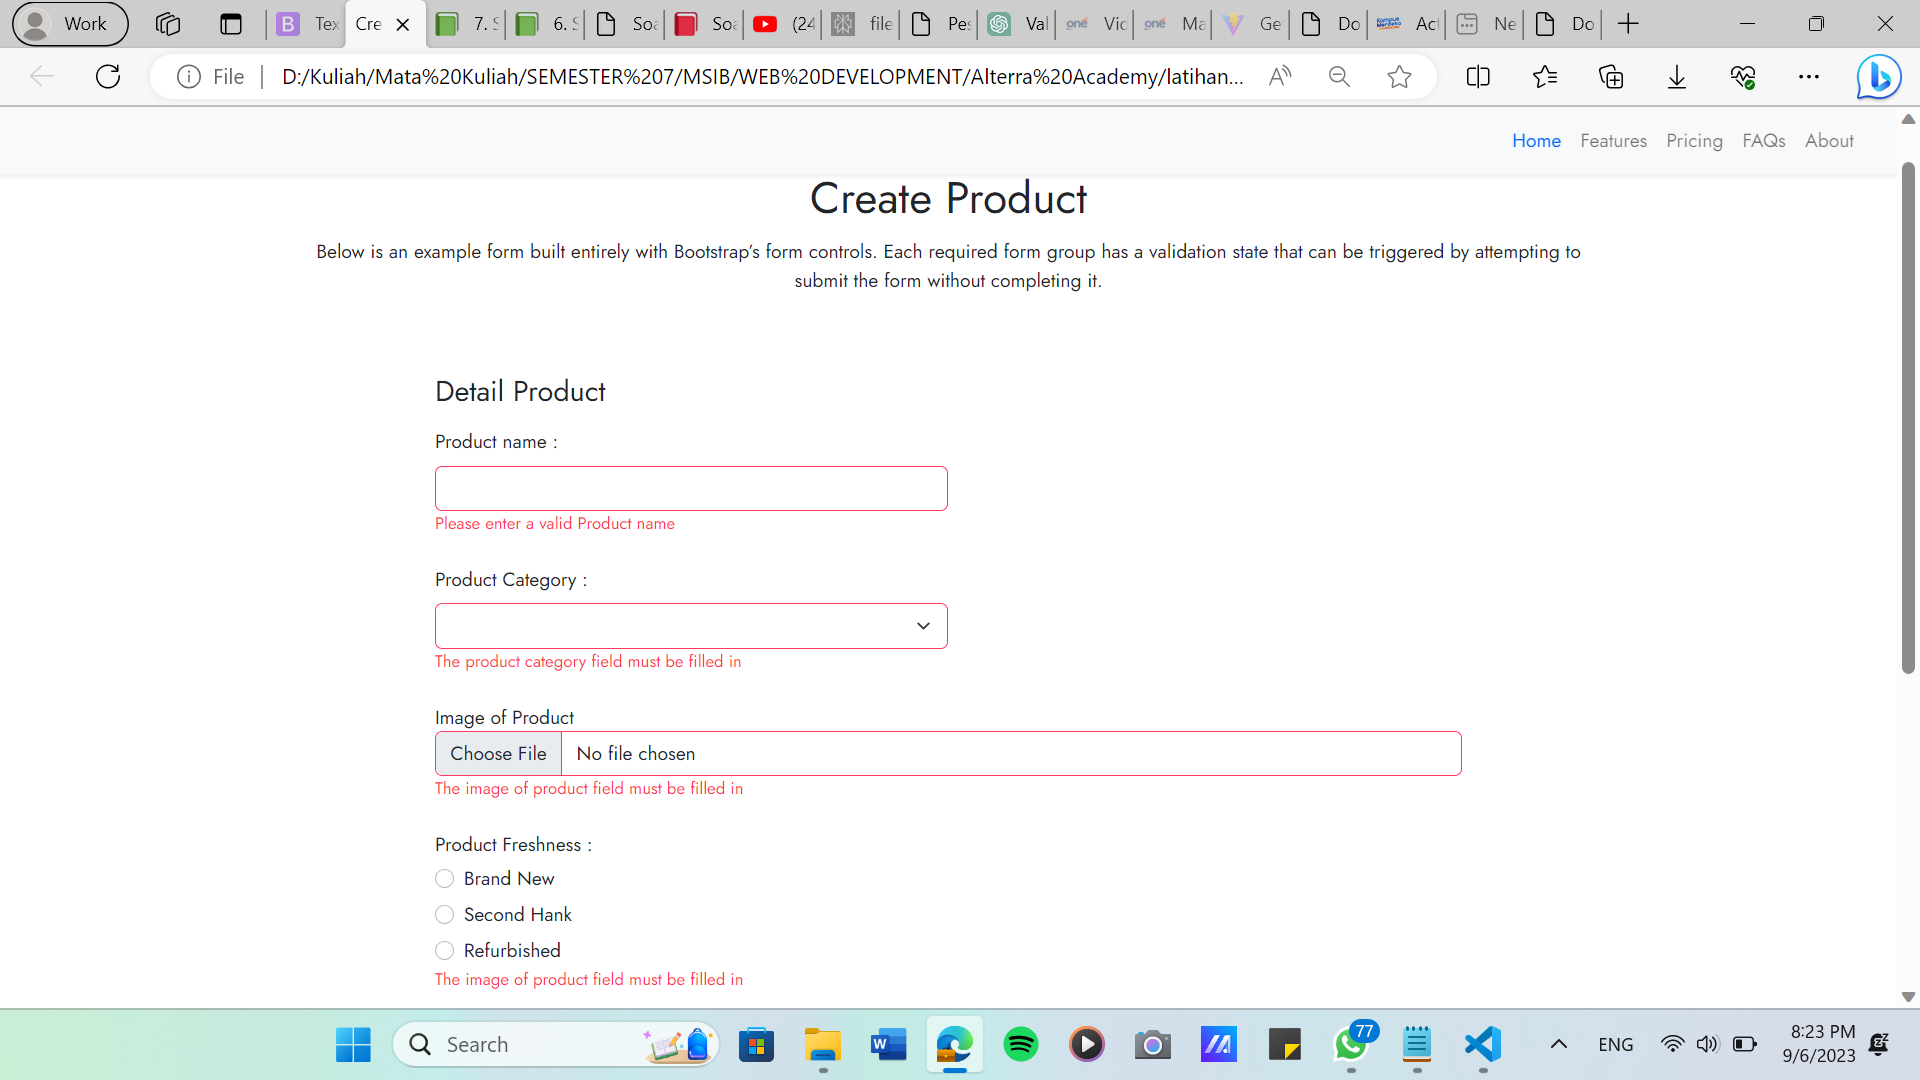 Work
Tex
Cre
7. S
6. S
Soa
Soa
(24
file
Pes
Val
Vic
Ma
Ge
Do
Act
Ne
Do
File
D:/Kuliah/Mata%20Kuliah/SEMESTER%207/MSIB/WEB%20DEVELOPMENT/Alterra%20Academy/latihan...
Home Features Pricing FAQs About
Create Product
Below is an example form built entirely with Bootstrap's form controls. Each required form group has a validation state that can be triggered by attempting to
submit the form without completing it.
Detail Product
Product name :
Please enter a valid Product name
Product Category :
The product category field must be filled in
Image of Product
Choose File No file chosen
The image of product field must be filled in
Product Freshness :
Brand New
Second Hank
Refurbished
The image of product field must be filled in
Search
77
ENG
8:23 PM
9/6/2023